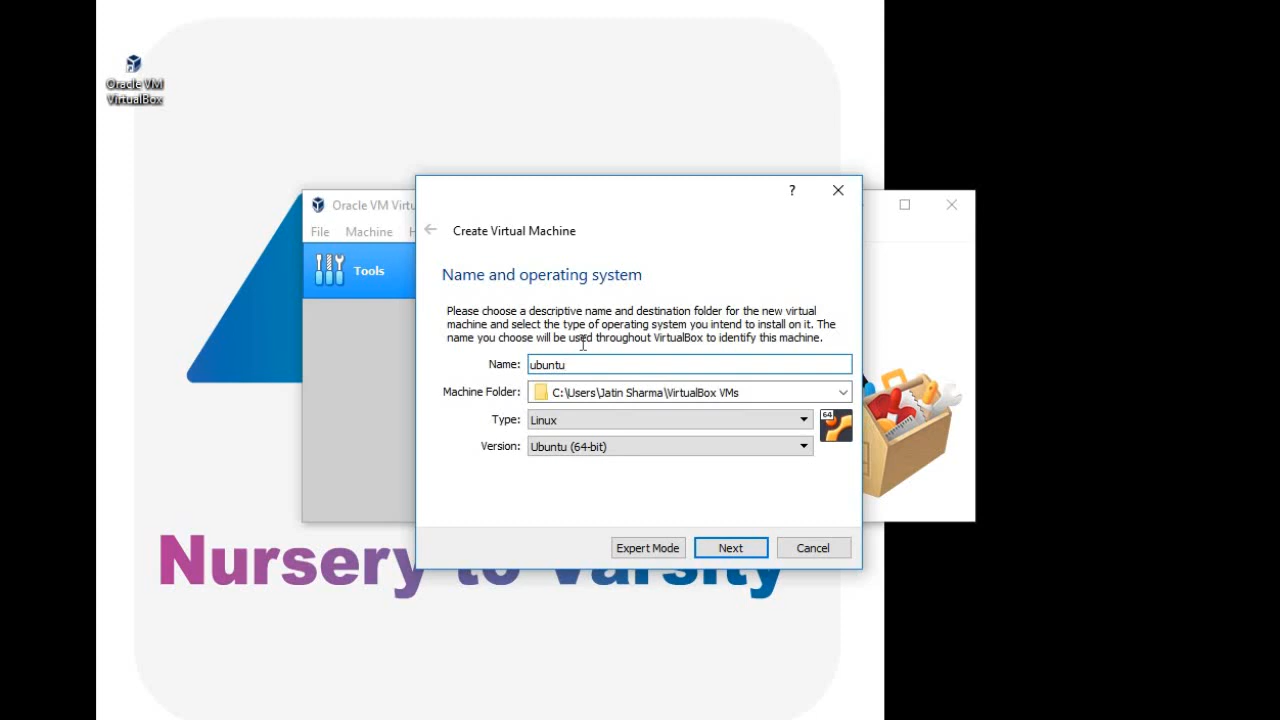 Oracle VM
VirtualBox
Oracle VM Virtu
File Machine H
Tools
?
Create Virtual Machine
Name and operating system
Please choose a descriptive name and destination folder for the new virtual
machine and select the type of operating system you intend to install on it. The
name you choose will be used throughout VirtualBox to identify this machine.
Name: ubuntu
Machine Folder: C:\Users\Jatin Sharma\VirtualBox VMs
Type: Linux
64
Version: Ubuntu (64-bit)
Expert Mode Next Cancel
Nursery to Varsity